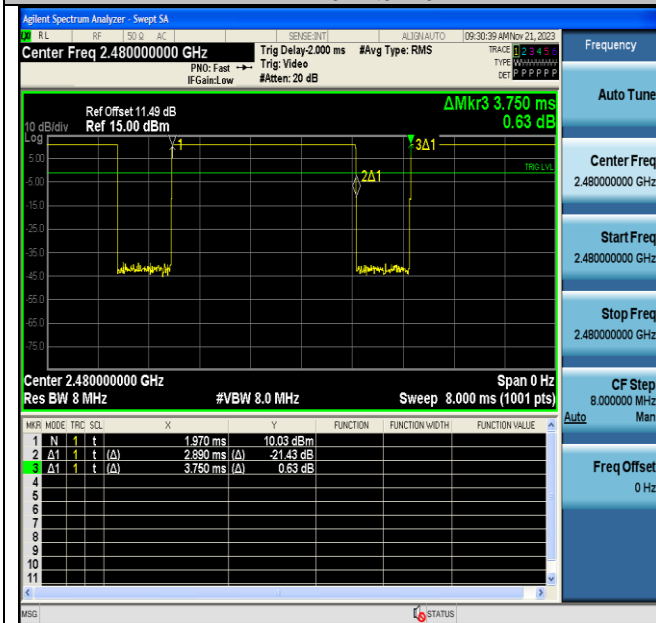 Agilent Spectrum Analyzer - Swept SA
RL RF 50 Ω AC SENSE:INT ALIGN AUTO 09:30:39 AM Nov 21, 2023
Center Freq 2.480000000 GHz
PNO: Fast
IFGain:Low
Trig Delay-2.000 ms
Trig: Video
#Atten: 20 dB
#Avg Type: RMS
TRACE 1 2 3 4 5 6
TYPE
DET P P P P P P
Frequency
Auto Tune
Center Freq
2.480000000 GHz
Start Freq
2.480000000 GHz
Stop Freq
2.480000000 GHz
CF Step
8.000000 MHz
Auto Man
Freq Offset
0 Hz
Ref Offset 11.49 dB
10 dB/div Ref 15.00 dBm
Log
ΔMkr3 3.750 ms
0.63 dB
1
3Δ1
2Δ1
TRIG LVL
5.00
-5.00
-15.0
-25.0
-35.0
-45.0
-55.0
-65.0
-75.0
Center 2.480000000 GHz Span 0 Hz
Res BW 8 MHz #VBW 8.0 MHz Sweep 8.000 ms (1001 pts)
MKR MODE TRC SCL X Y FUNCTION FUNCTION WIDTH FUNCTION VALUE
1 N 1 t 1.970 ms 10.03 dBm
2 Δ1 1 t (Δ) 2.890 ms (Δ) -21.43 dB
3 Δ1 1 t (Δ) 3.750 ms (Δ) 0.63 dB
4
5
6
7
8
9
10
11
MSG STATUS